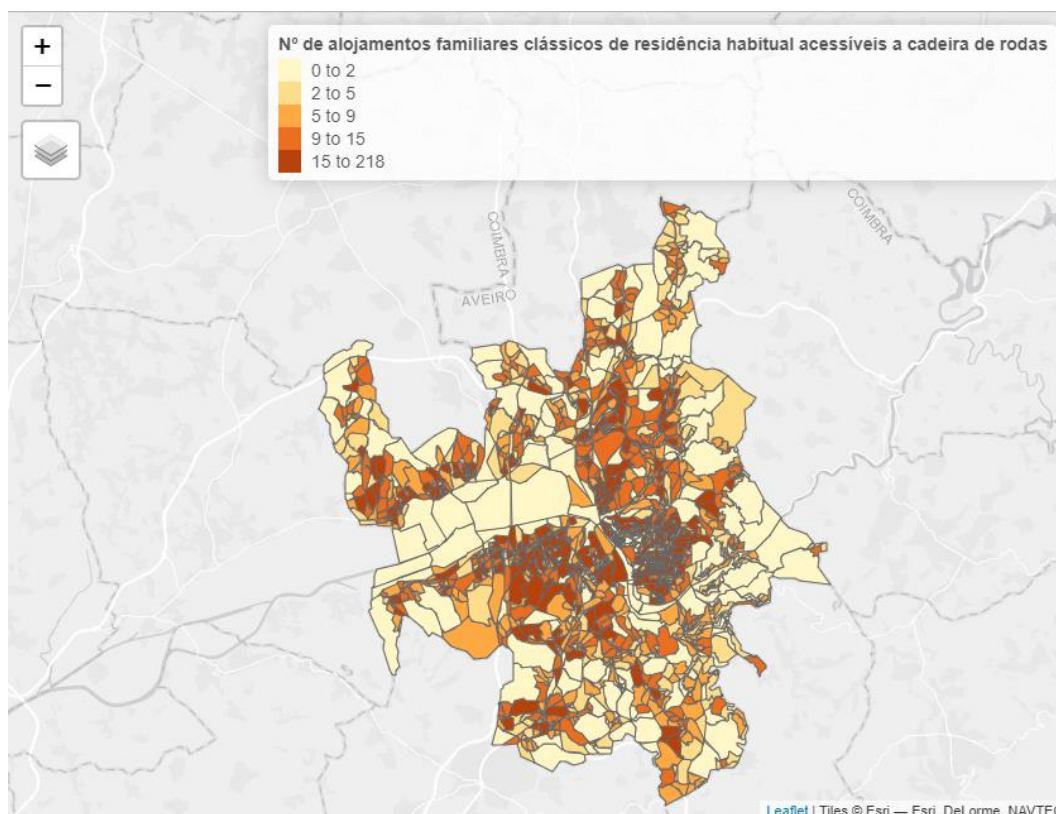 +
−
Nº de alojamentos familiares clássicos de residência habitual acessíveis a cadeira de rodas
0 to 2
2 to 5
5 to 9
9 to 15
15 to 218
COIMBRA
COIMBRA
AVEIRO
Leaflet | Tiles © Esri — Esri, DeLorme, NAVTEQ